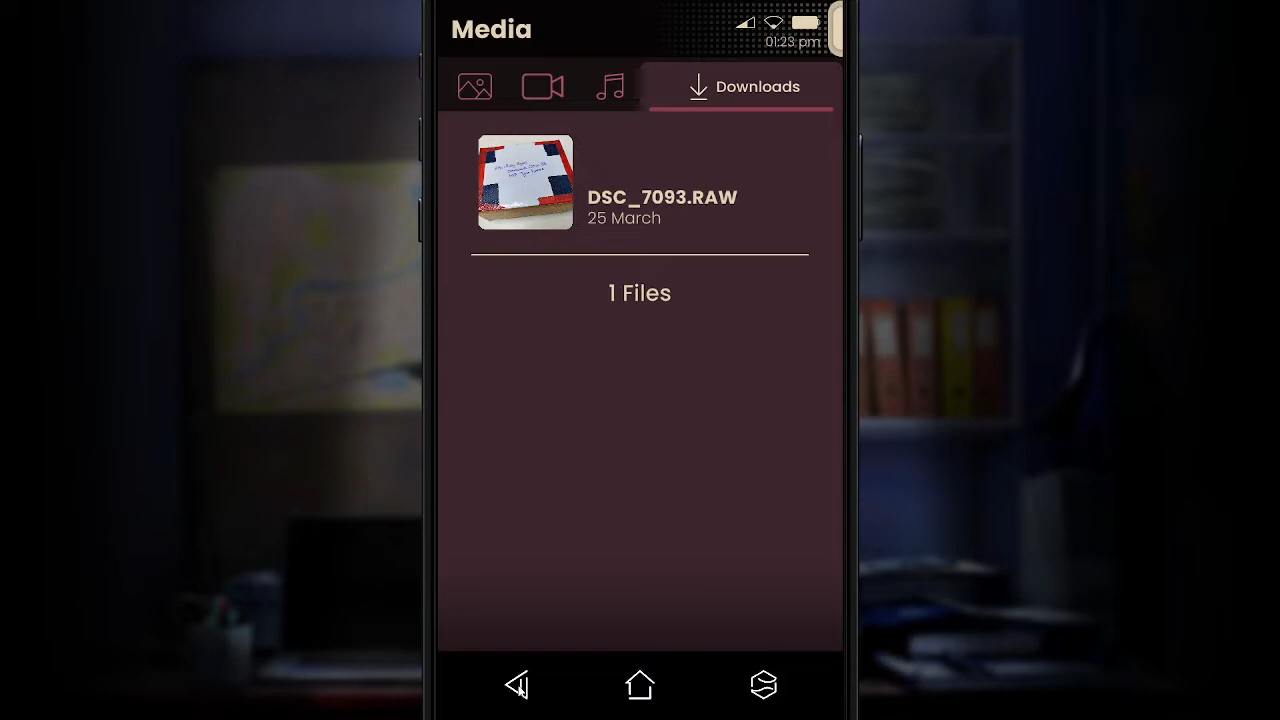 Media
01:23 pm
Downloads
DSC_7093.RAW
25 March
1 Files